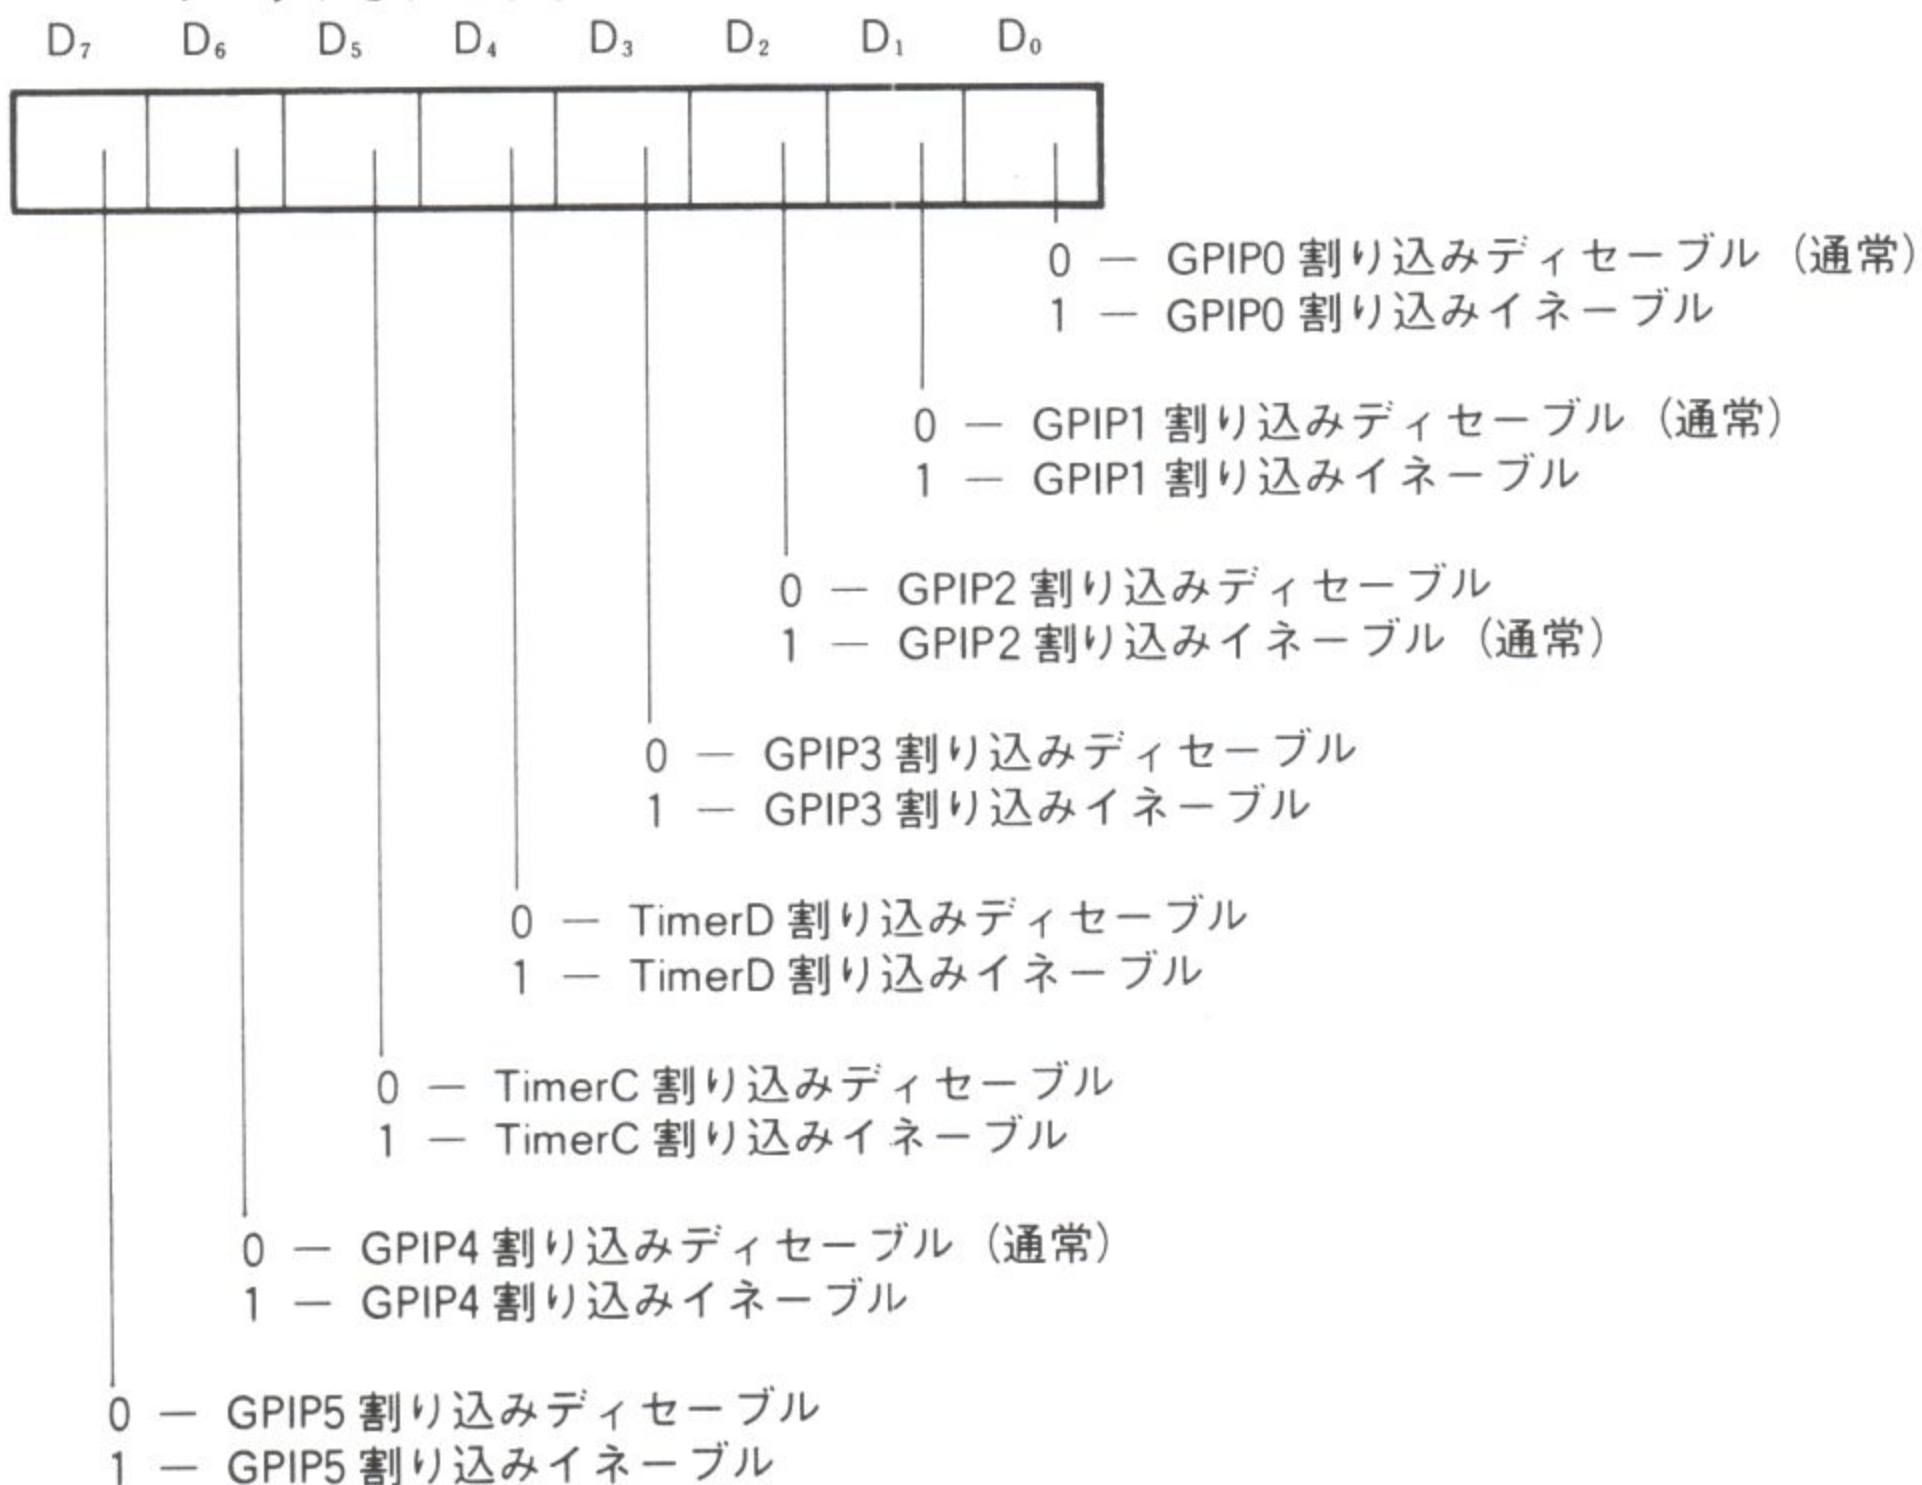 D₇ D₆ D₅ D₄ D₃ D₂ D₁ D₀
0 — GPIP0 割り込みディセーブル（通常）
1 — GPIP0 割り込みイネーブル
0 — GPIP1 割り込みディセーブル（通常）
1 — GPIP1 割り込みイネーブル
0 — GPIP2 割り込みディセーブル
1 — GPIP2 割り込みイネーブル（通常）
0 — GPIP3 割り込みディセーブル
1 — GPIP3 割り込みイネーブル
0 — TimerD 割り込みディセーブル
1 — TimerD 割り込みイネーブル
0 — TimerC 割り込みディセーブル
1 — TimerC 割り込みイネーブル
0 — GPIP4 割り込みディセーブル（通常）
1 — GPIP4 割り込みイネーブル
0 — GPIP5 割り込みディセーブル
1 — GPIP5 割り込みイネーブル